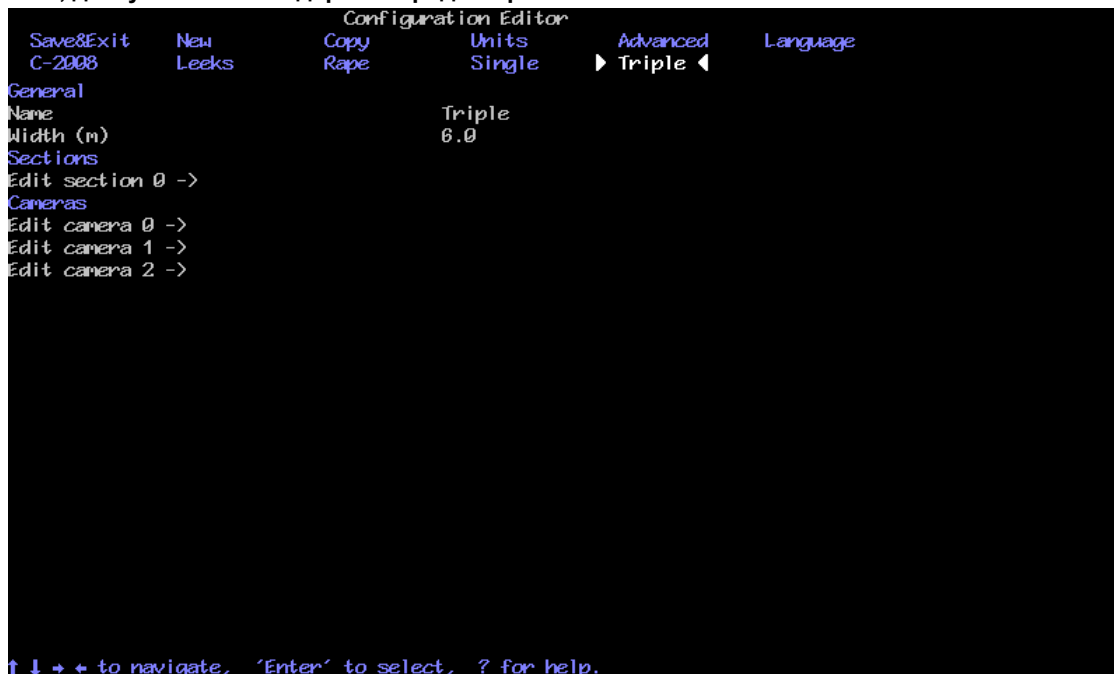 Configuration Editor
Save&Exit New Copy Units Advanced Language
C-2008 Leeks Rape Single ▶ Triple ◀
General
Name Triple
Width (m) 6.0
Sections
Edit section 0 ->
Cameras
Edit camera 0 ->
Edit camera 1 ->
Edit camera 2 ->
↑ ↓ → ← to navigate, ´Enter´ to select, ? for help.